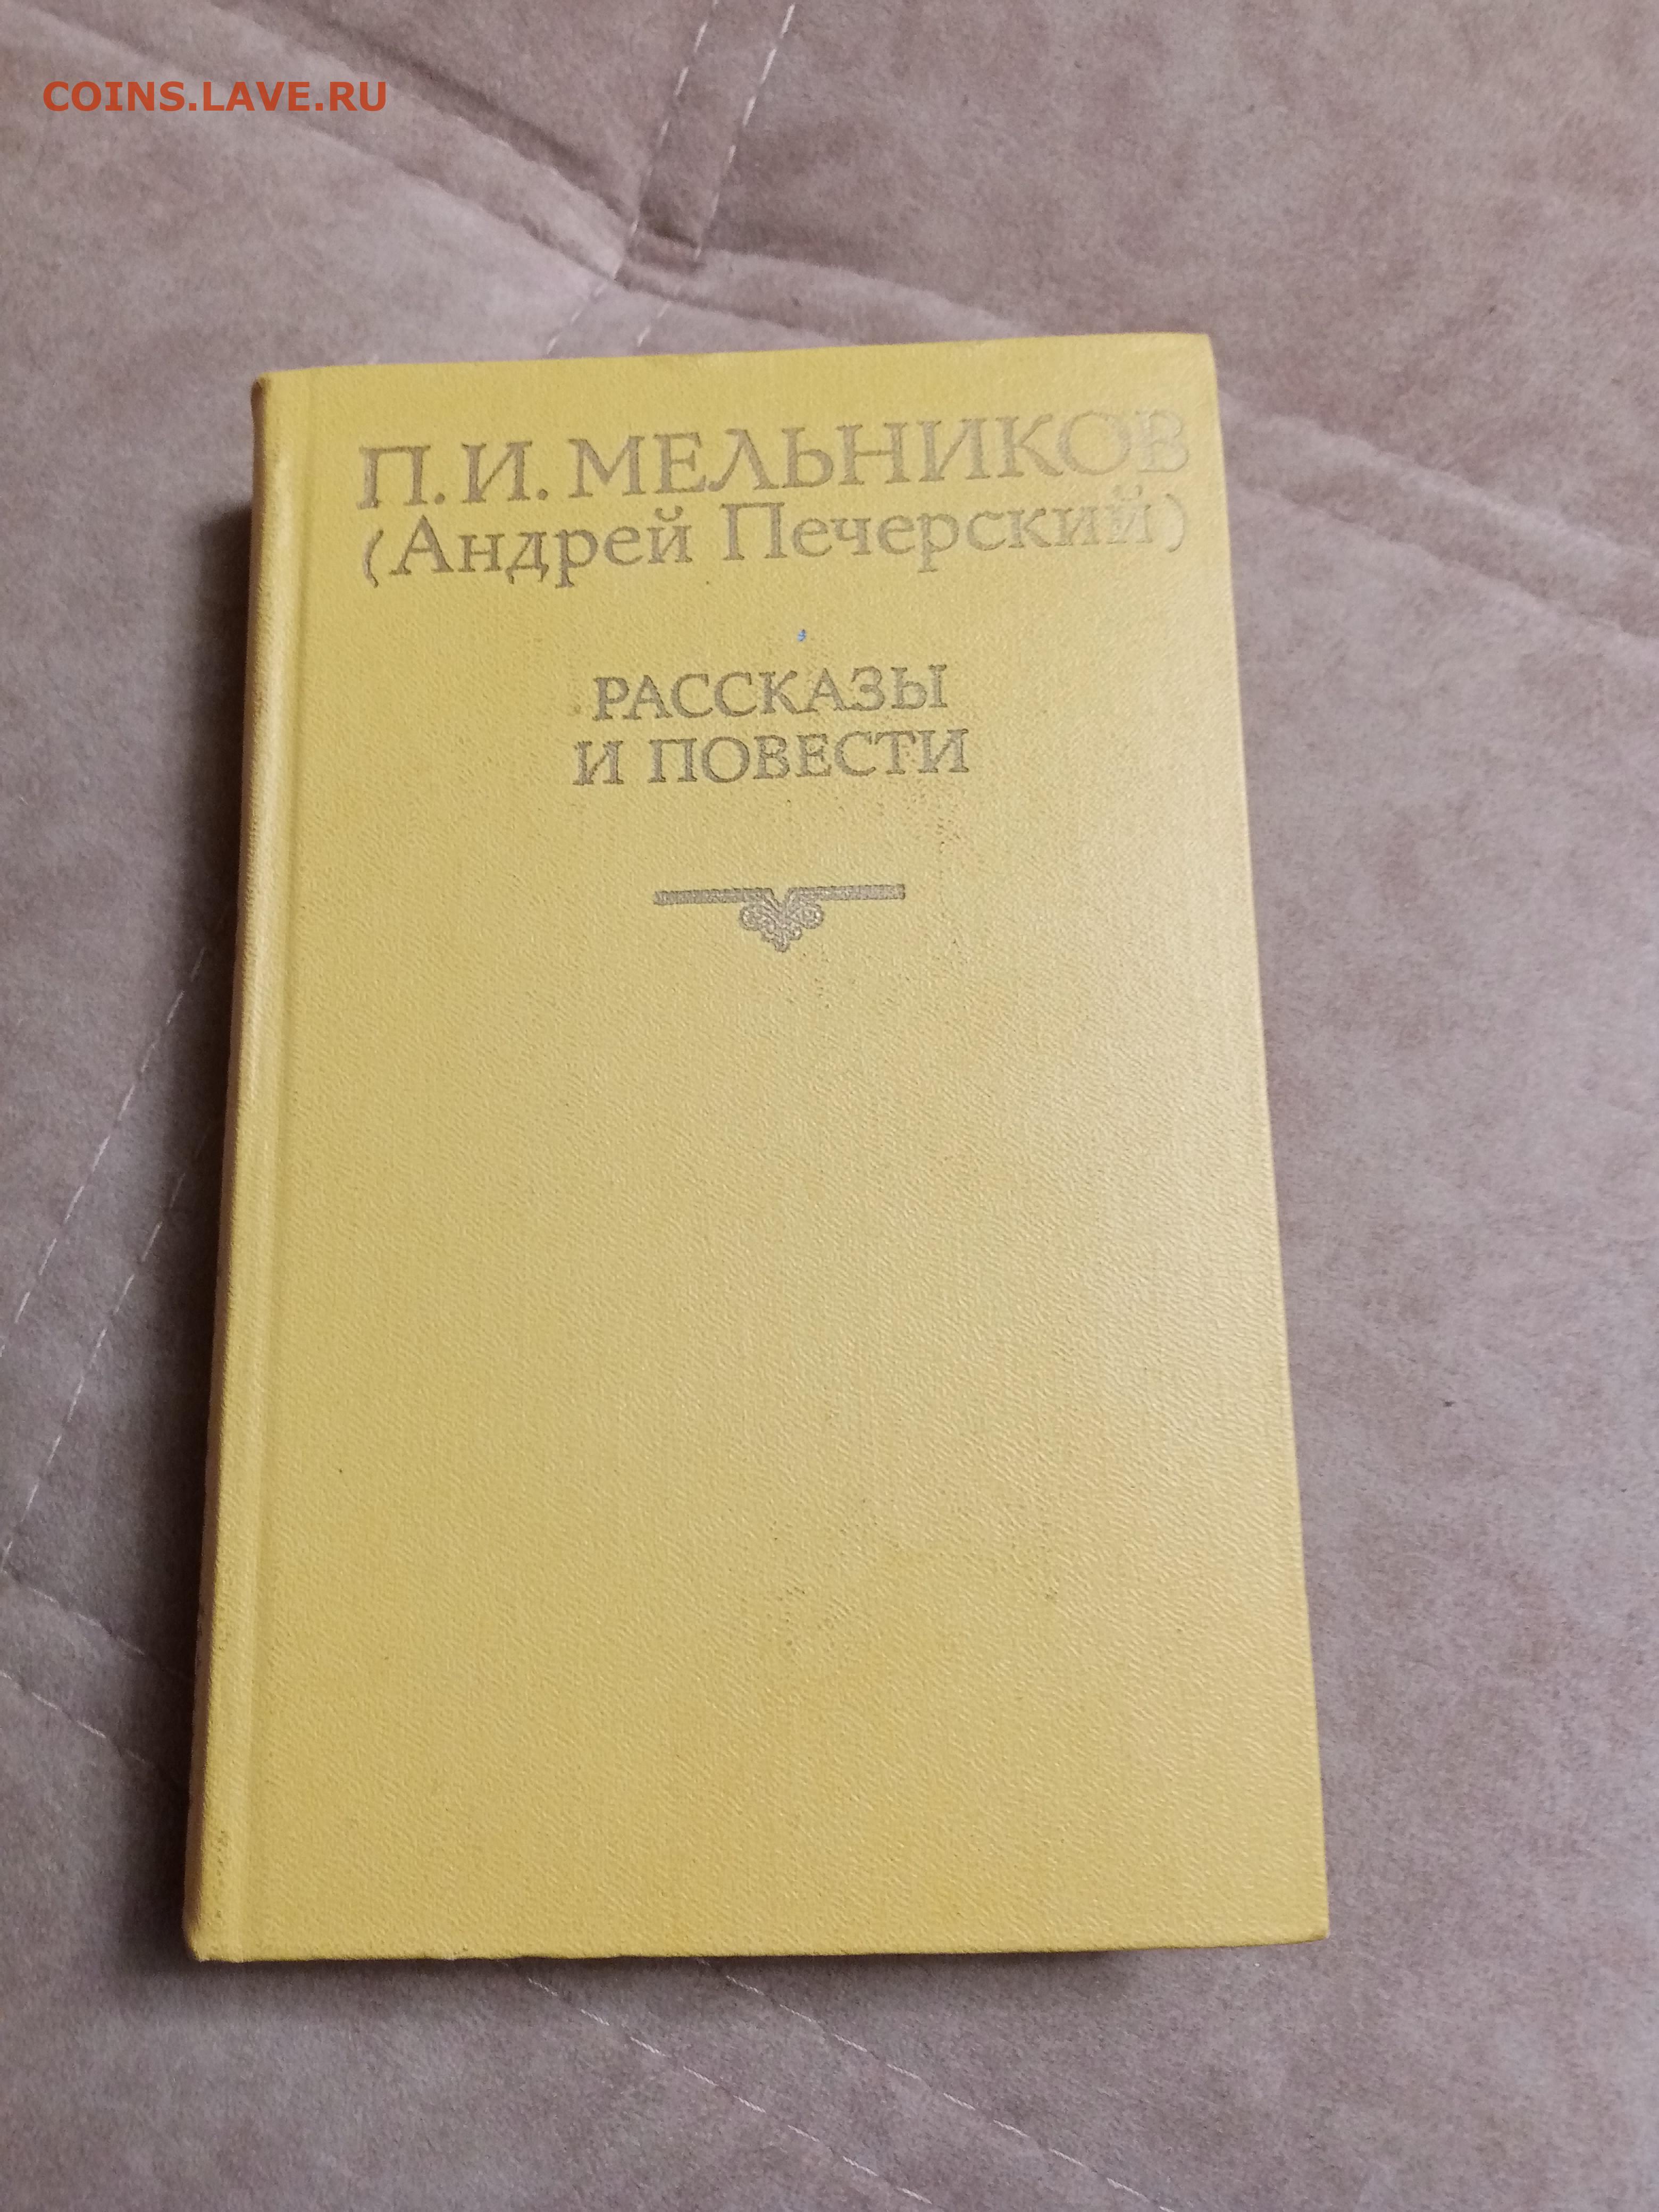 COINS.LAVE.RU
П. И. МЕЛЬНИКОВ
(Андрей Печерский)
РАССКАЗЫ
И ПОВЕСТИ